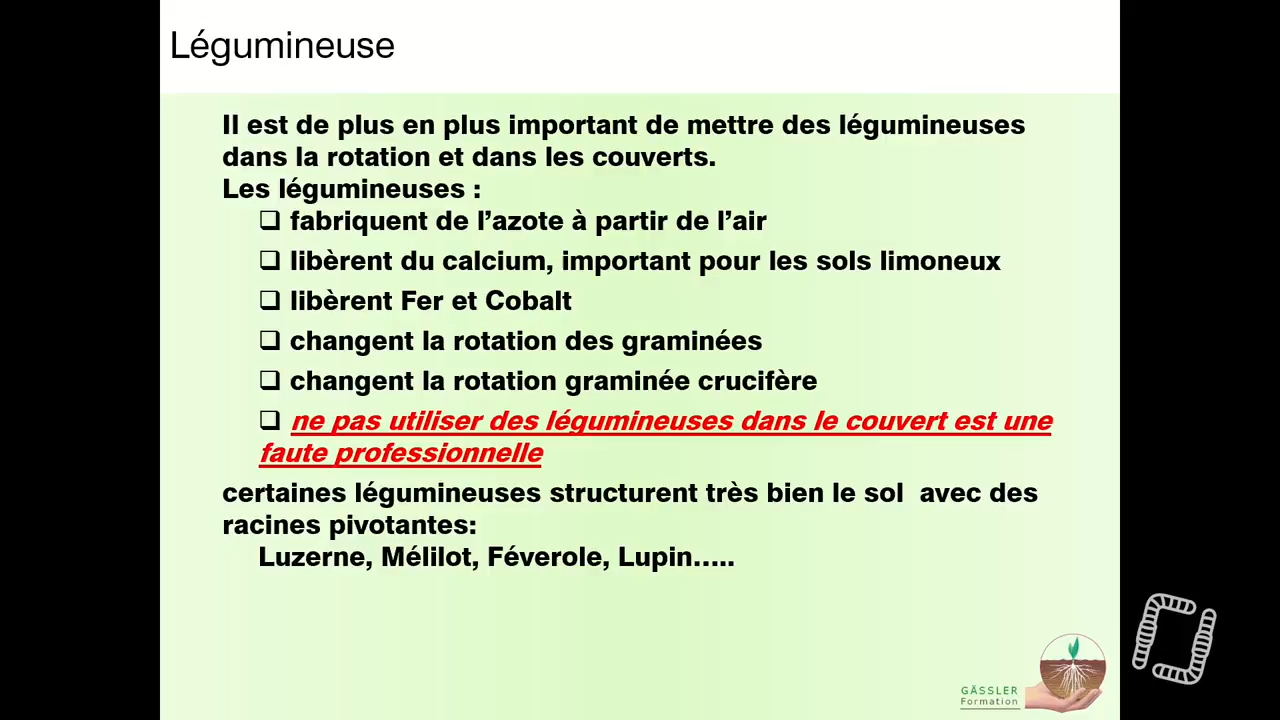 Légumineuse
Il est de plus en plus important de mettre des légumineuses
dans la rotation et dans les couverts.
Les légumineuses :
❑ fabriquent de l’azote à partir de l’air
❑ libèrent du calcium, important pour les sols limoneux
❑ libèrent Fer et Cobalt
❑ changent la rotation des graminées
❑ changent la rotation graminée crucifère
❑ ne pas utiliser des légumineuses dans le couvert est une
faute professionnelle
certaines légumineuses structurent très bien le sol  avec des
racines pivotantes:
Luzerne, Mélilot, Féverole, Lupin…..
GÄSSLER
Formation